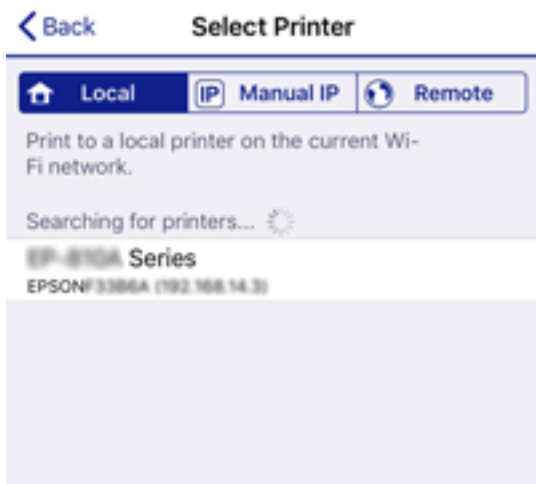 Back
Select Printer
Local
IP Manual IP
Remote
Print to a local printer on the current Wi-
Fi network.
Searching for printers...
Series
EPSON